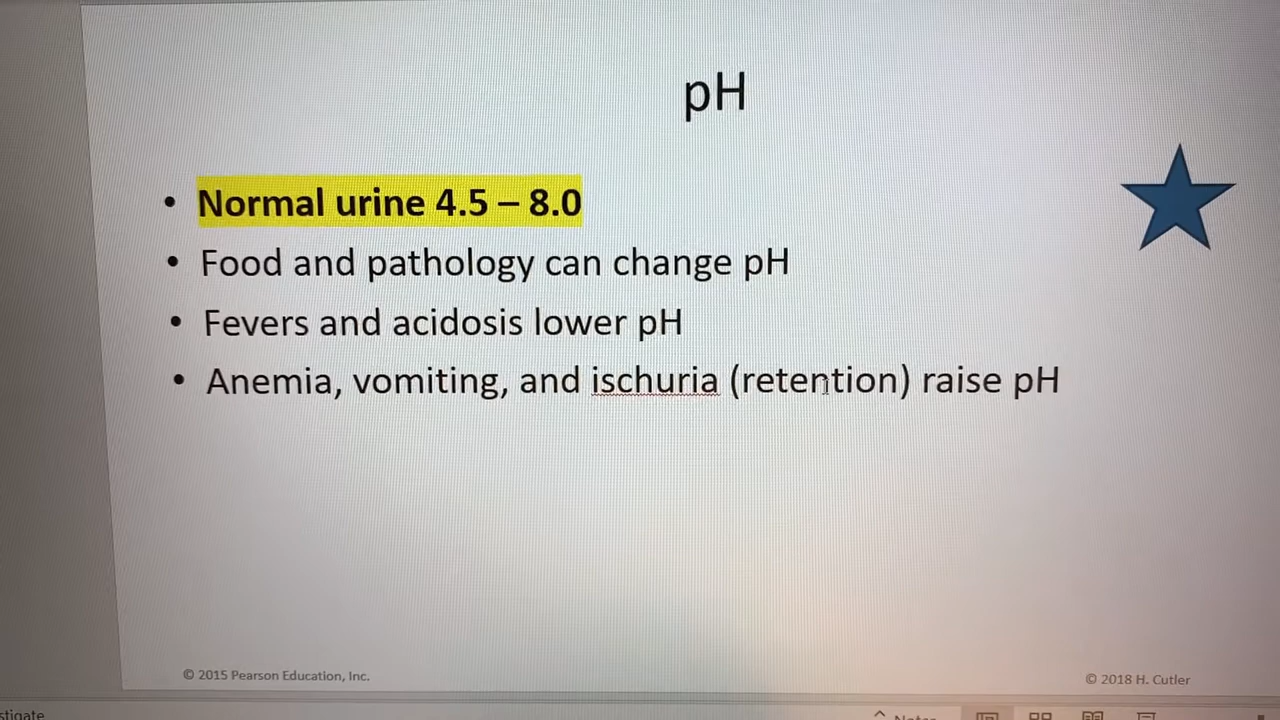 pH
• Normal urine 4.5 – 8.0
• Food and pathology can change pH
• Fevers and acidosis lower pH
• Anemia, vomiting, and ischuria (retention) raise pH
© 2015 Pearson Education, Inc.
© 2018 H. Cutler